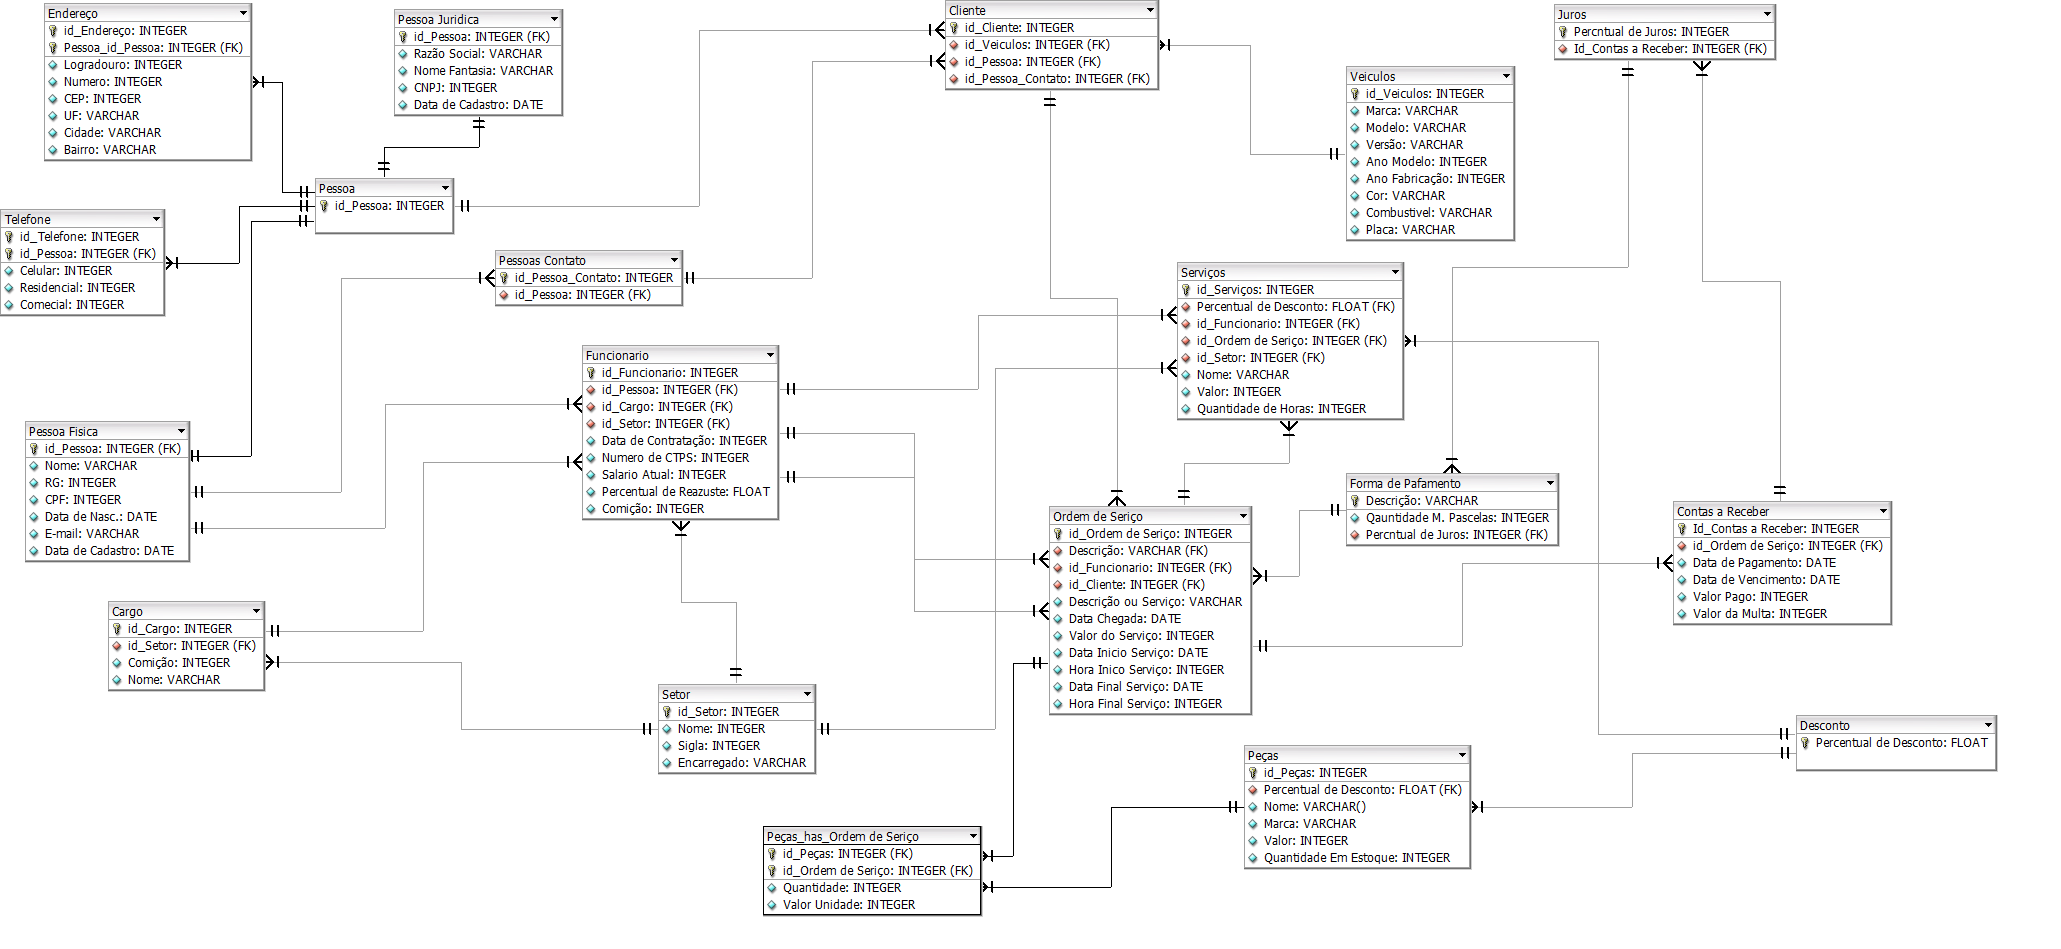 Endereço
id_Endereço: INTEGER
Pessoa_id_Pessoa: INTEGER (FK)
Logradouro: INTEGER
Numero: INTEGER
CEP: INTEGER
UF: VARCHAR
Cidade: VARCHAR
Bairro: VARCHAR
Pessoa Juridica
id_Pessoa: INTEGER (FK)
Razão Social: VARCHAR
Nome Fantasia: VARCHAR
CNPJ: INTEGER
Data de Cadastro: DATE
Cliente
id_Cliente: INTEGER
id_Veiculos: INTEGER (FK)
id_Pessoa: INTEGER (FK)
id_Pessoa_Contato: INTEGER (FK)
Juros
Percntual de Juros: INTEGER
Id_Contas a Receber: INTEGER (FK)
Veiculos
id_Veiculos: INTEGER
Marca: VARCHAR
Modelo: VARCHAR
Versão: VARCHAR
Ano Modelo: INTEGER
Ano Fabricação: INTEGER
Cor: VARCHAR
Combustivel: VARCHAR
Placa: VARCHAR
Pessoa
id_Pessoa: INTEGER
Telefone
id_Telefone: INTEGER
id_Pessoa: INTEGER (FK)
Celular: INTEGER
Residencial: INTEGER
Comecial: INTEGER
Pessoas Contato
id_Pessoa_Contato: INTEGER
id_Pessoa: INTEGER (FK)
Serviços
id_Serviços: INTEGER
Percentual de Desconto: FLOAT (FK)
id_Funcionario: INTEGER (FK)
id_Ordem de Seriço: INTEGER (FK)
id_Setor: INTEGER (FK)
Nome: VARCHAR
Valor: INTEGER
Quantidade de Horas: INTEGER
Funcionario
id_Funcionario: INTEGER
id_Pessoa: INTEGER (FK)
id_Cargo: INTEGER (FK)
id_Setor: INTEGER (FK)
Data de Contratação: INTEGER
Numero de CTPS: INTEGER
Salario Atual: INTEGER
Percentual de Reazuste: FLOAT
Comição: INTEGER
Pessoa Fisica
id_Pessoa: INTEGER (FK)
Nome: VARCHAR
RG: INTEGER
CPF: INTEGER
Data de Nasc.: DATE
E-mail: VARCHAR
Data de Cadastro: DATE
Forma de Pafamento
Descrição: VARCHAR
Qauntidade M. Pascelas: INTEGER
Percntual de Juros: INTEGER (FK)
Contas a Receber
Id_Contas a Receber: INTEGER
id_Ordem de Seriço: INTEGER (FK)
Data de Pagamento: DATE
Data de Vencimento: DATE
Valor Pago: INTEGER
Valor da Multa: INTEGER
Ordem de Seriço
id_Ordem de Seriço: INTEGER
Descrição: VARCHAR (FK)
id_Funcionario: INTEGER (FK)
id_Cliente: INTEGER (FK)
Descrição ou Serviço: VARCHAR
Data Chegada: DATE
Valor do Serviço: INTEGER
Data Inicio Serviço: DATE
Hora Inico Serviço: INTEGER
Data Final Serviço: DATE
Hora Final Serviço: INTEGER
Cargo
id_Cargo: INTEGER
id_Setor: INTEGER (FK)
Comição: INTEGER
Nome: VARCHAR
Setor
id_Setor: INTEGER
Nome: INTEGER
Sigla: INTEGER
Encarregado: VARCHAR
Desconto
Percentual de Desconto: FLOAT
Peças
id_Peças: INTEGER
Percentual de Desconto: FLOAT (FK)
Nome: VARCHAR()
Marca: VARCHAR
Valor: INTEGER
Quantidade Em Estoque: INTEGER
Peças_has_Ordem de Seriço
id_Peças: INTEGER (FK)
id_Ordem de Seriço: INTEGER (FK)
Quantidade: INTEGER
Valor Unidade: INTEGER